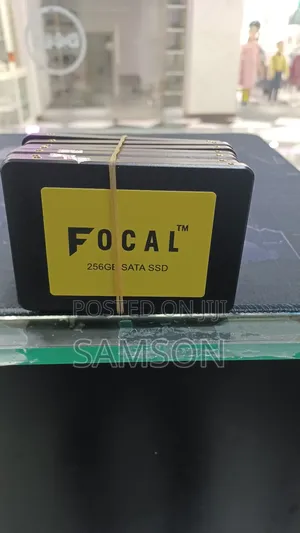 FOCAL™
256GB SATA SSD
POSTED ON JIJI
SAMSON